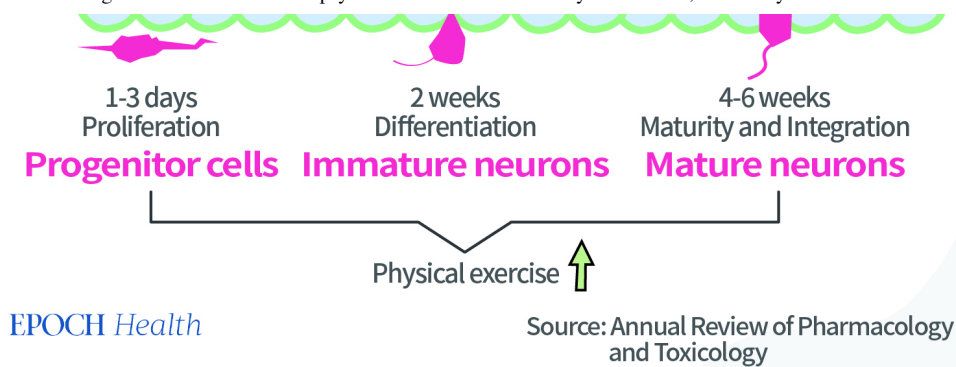 1-3 days
Proliferation
Progenitor cells
2 weeks
Differentiation
Immature neurons
4-6 weeks
Maturity and Integration
Mature neurons
Physical exercise
EPOCH Health
Source: Annual Review of Pharmacology
and Toxicology